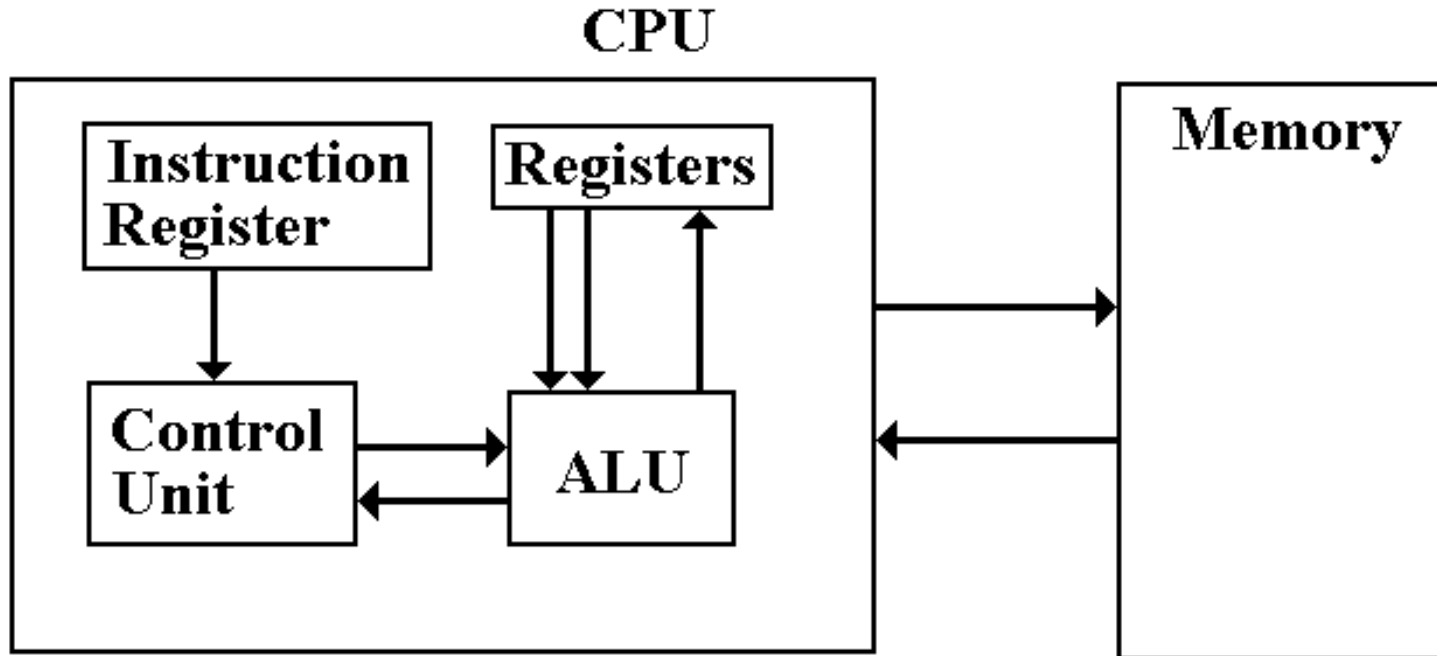 CPU
Instruction
Register
Registers
Memory
Control
Unit
ALU